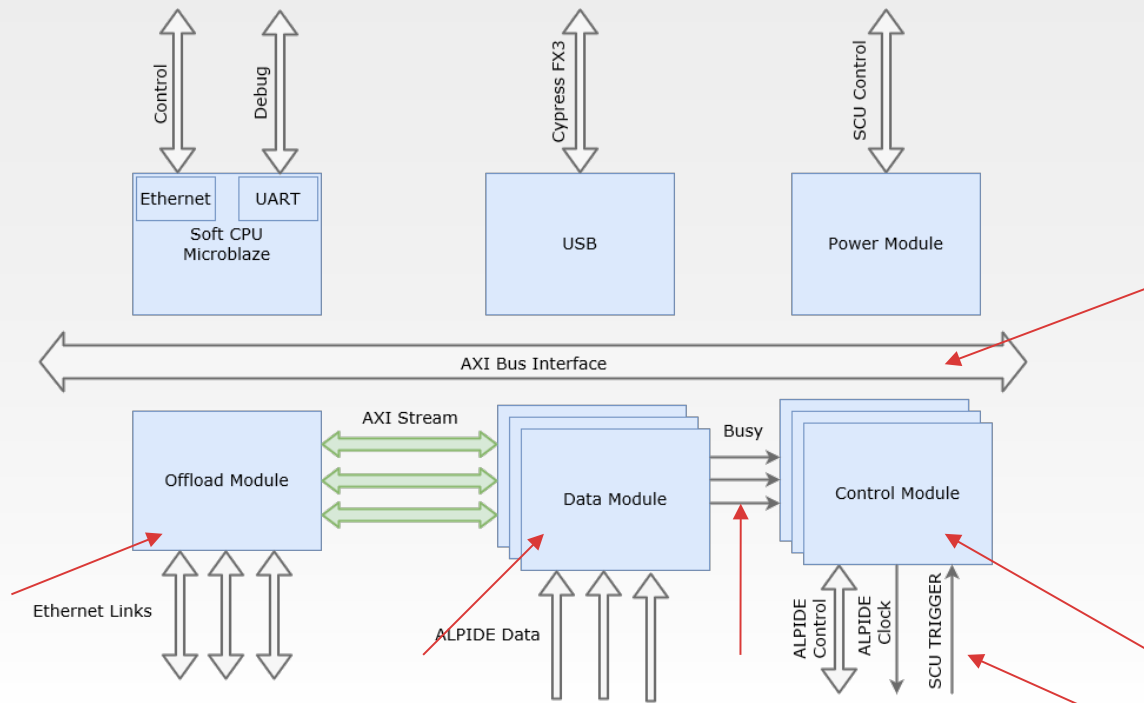 Control
Debug
Cypress FX3
SCU Control
Ethernet
UART
Soft CPU
Microblaze
USB
Power Module
AXI Bus Interface
AXI Stream
Busy
Offload Module
Data Module
Control Module
Ethernet Links
ALPIDE Data
ALPIDE
Control
ALPIDE
Clock
SCU TRIGGER